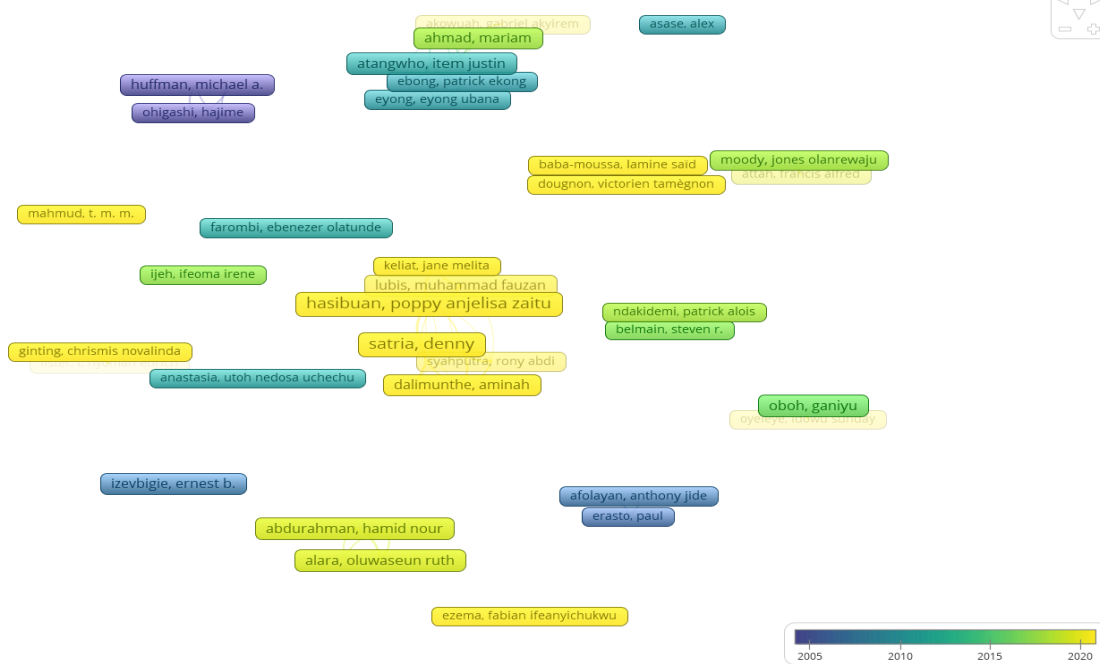 akowuah, gabriel akyirem
asase, alex
ahmad, mariam
atangwho, item justin
ebong, patrick ekong
huffman, michael a.
eyong, eyong ubana
ohigashi, hajime
baba-moussa, lamine saïd
moody, jones olanrewaju
attah, francis alfred
dougnon, victorien tamègnon
mahmud, t. m. m.
farombi, ebenezer olatunde
keliat, jane melita
ijeh, ifeoma irene
lubis, muhammad fauzan
hasibuan, poppy anjelisa zaitu
ndakidemi, patrick alois
belmain, steven r.
satria, denny
ginting, chrismis novalinda
syahputra, rony abdi
anastasia, utoh nedosa uchechu
dalimunthe, aminah
oboh, ganiyu
oyeleye, idowu sunday
izevbigie, ernest b.
afolayan, anthony jide
erasto, paul
abdurahman, hamid nour
alara, oluwaseun ruth
ezema, fabian ifeanyichukwu
2005 2010 2015 2020